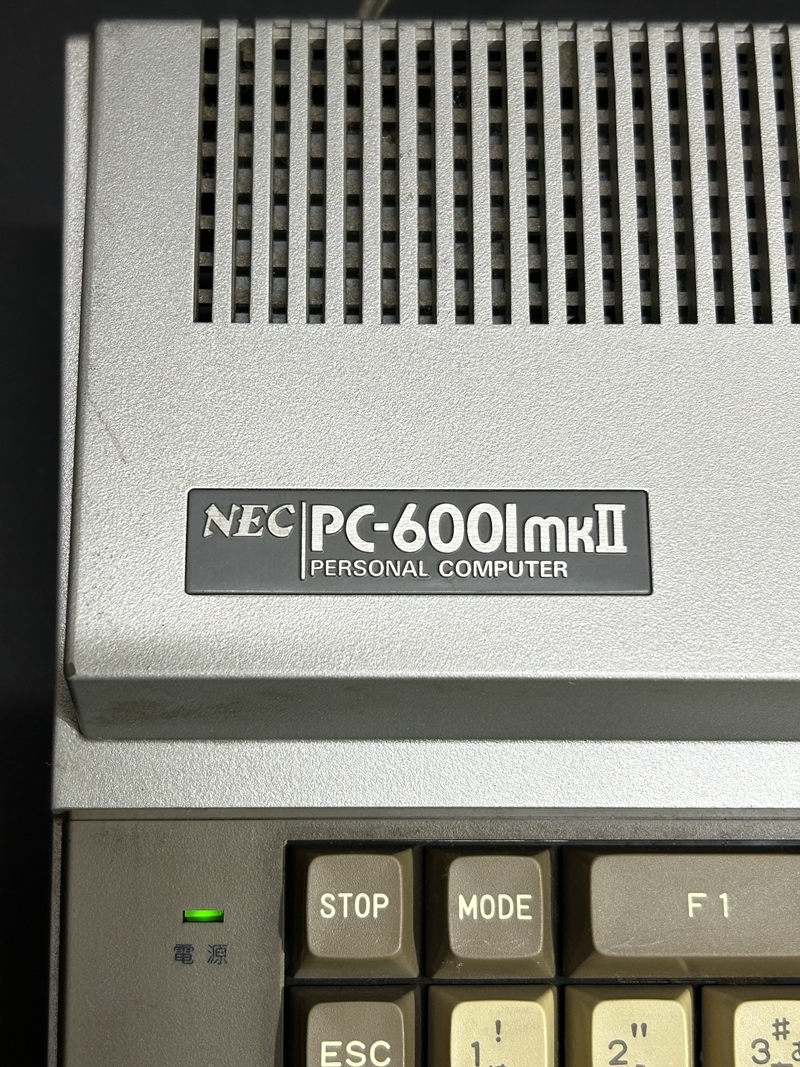 NEC PC-6001mkII
PERSONAL COMPUTER
STOP MODE F1
電源
ESC 1 ! 2 " 3 #